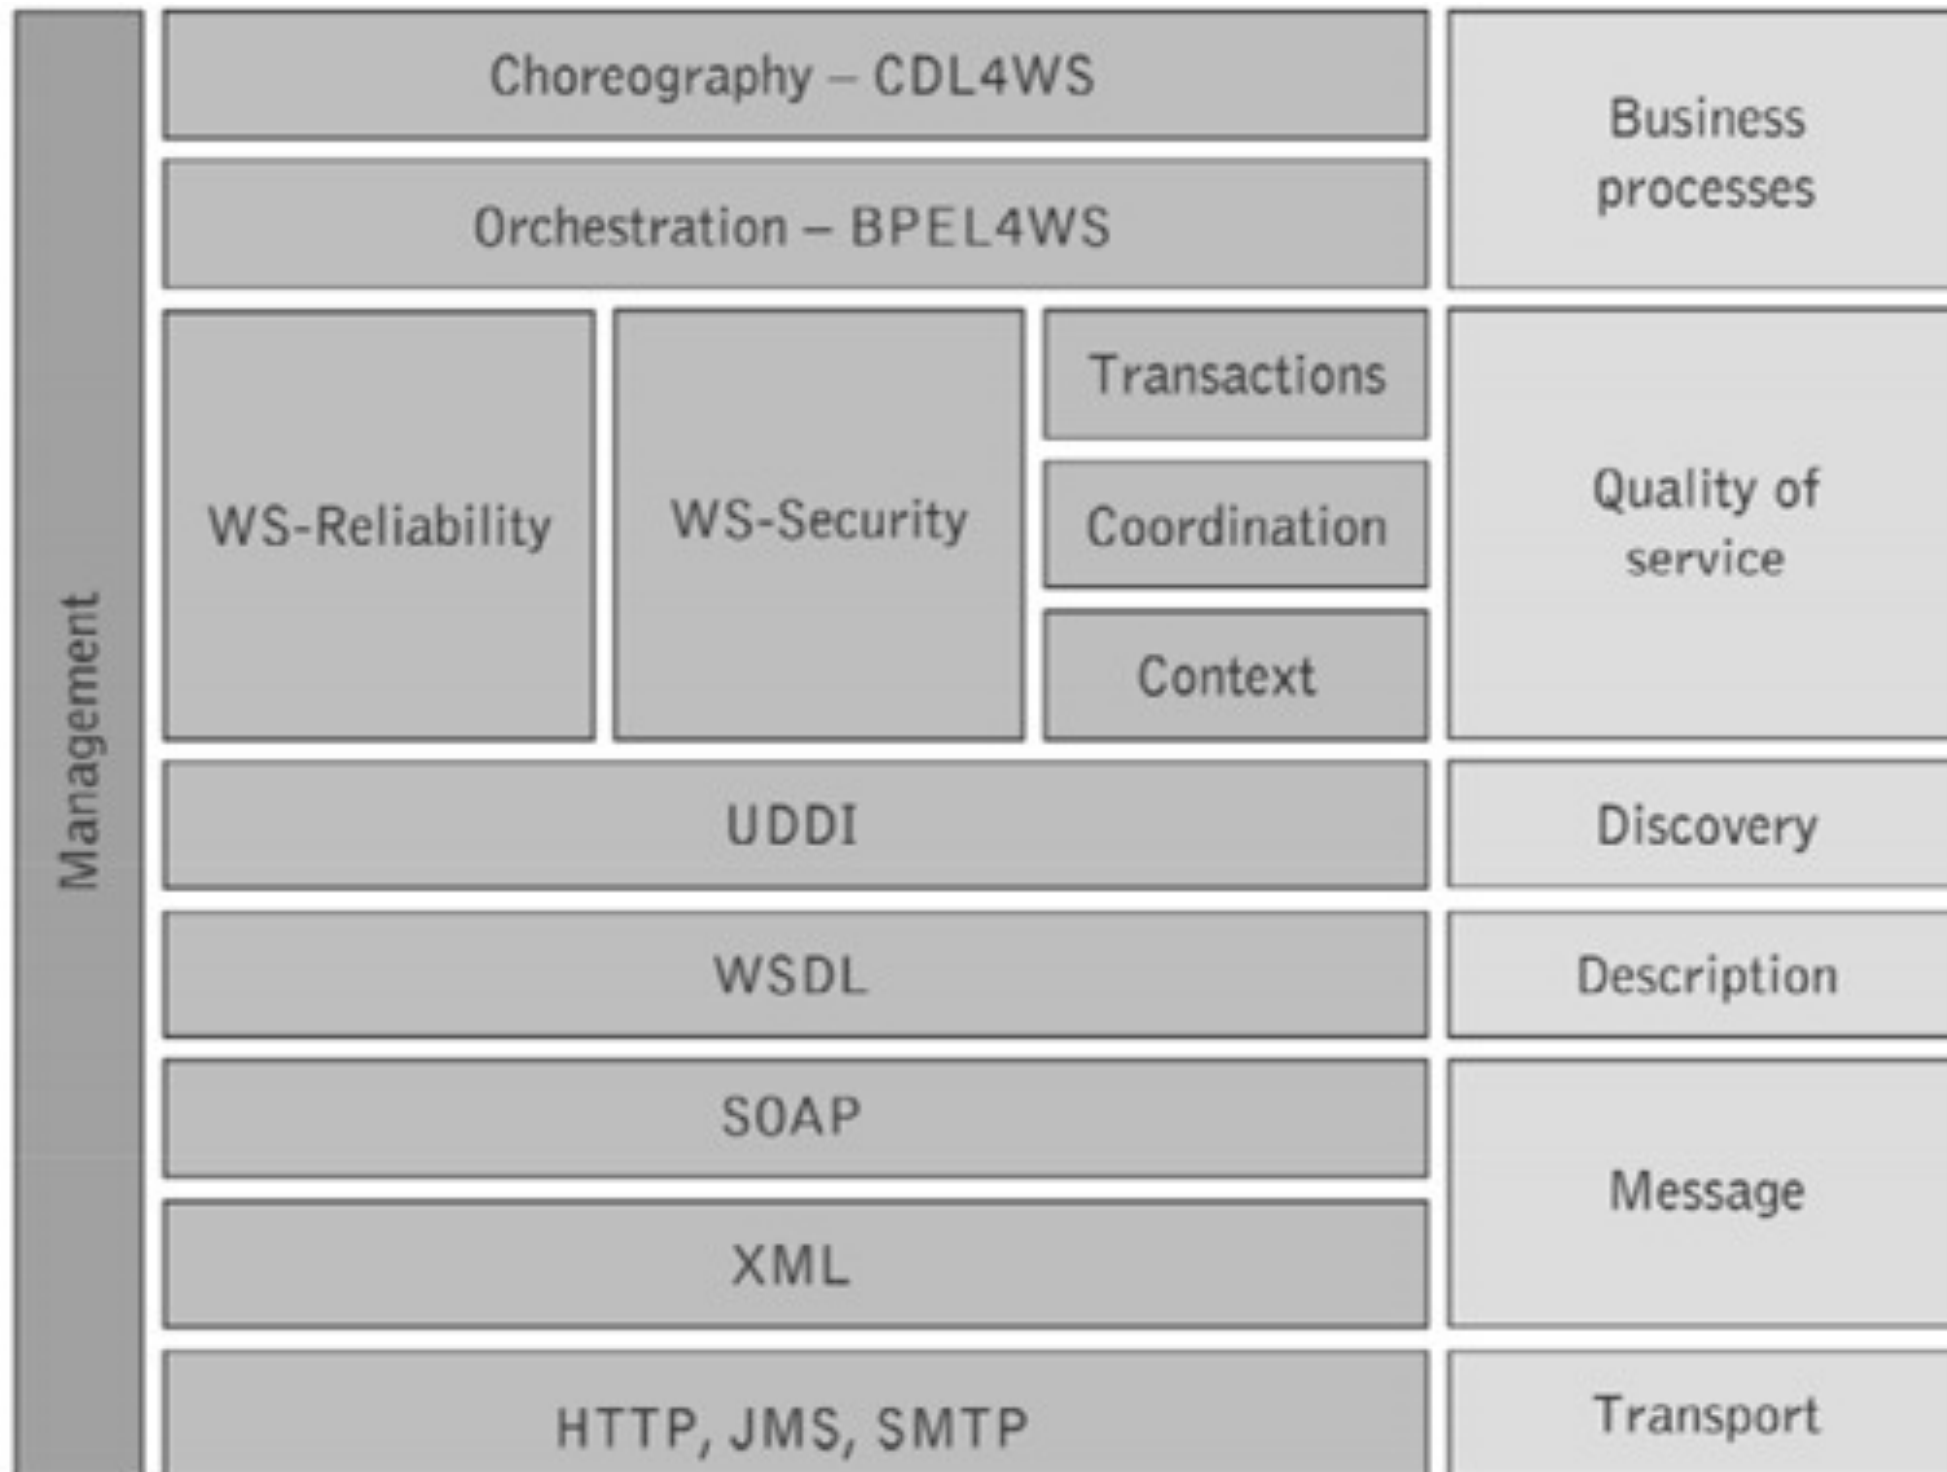 Management
Choreography – CDL4WS
Orchestration – BPEL4WS
Business
processes
WS-Reliability
WS-Security
Transactions
Coordination
Context
Quality of
service
UDDI
Discovery
WSDL
Description
SOAP
XML
Message
HTTP, JMS, SMTP
Transport